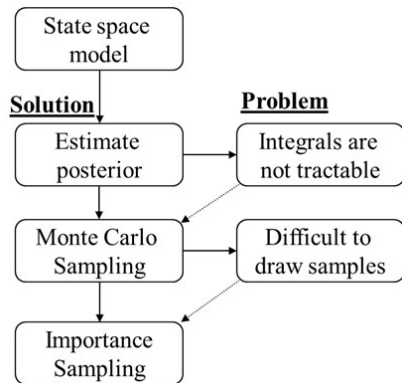 State space
model
Solution
Problem
Estimate
posterior
Integrals are
not tractable
Monte Carlo
Sampling
Difficult to
draw samples
Importance
Sampling